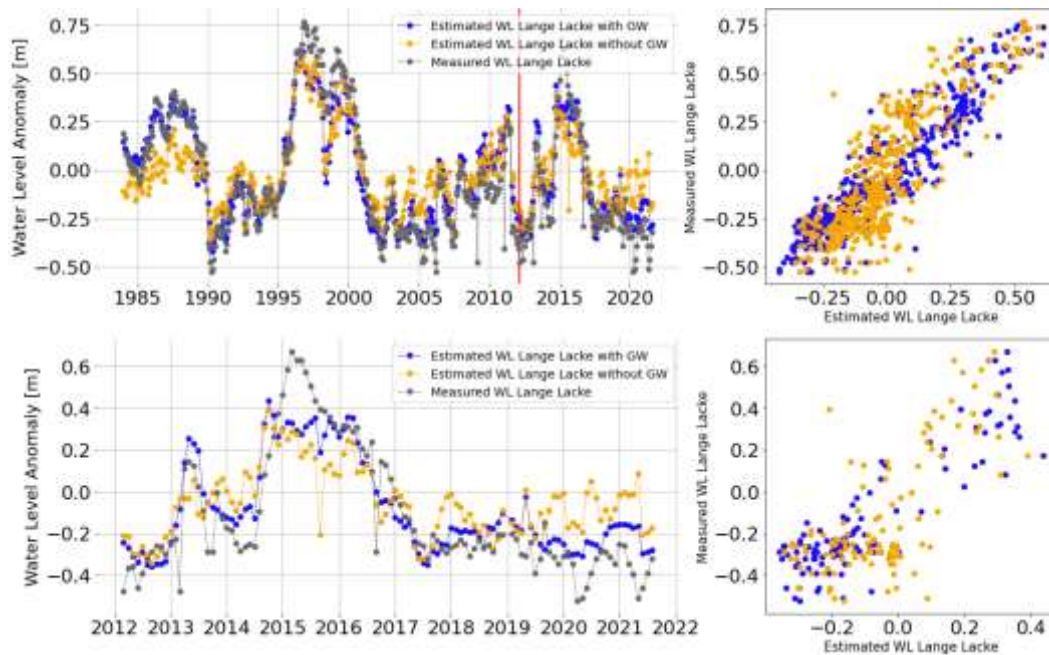 Water Level Anomaly [m]
0.75
0.50
0.25
0.00
−0.25
−0.50
Estimated WL Lange Lacke with GW
Estimated WL Lange Lacke without GW
Measured WL Lange Lacke
1985 1990 1995 2000 2005 2010 2015 2020
Measured WL Lange Lacke
0.75
0.50
0.25
0.00
−0.25
−0.50
−0.25 0.00 0.25 0.50
Estimated WL Lange Lacke
Water Level Anomaly [m]
0.6
0.4
0.2
0.0
−0.2
−0.4
Estimated WL Lange Lacke with GW
Estimated WL Lange Lacke without GW
Measured WL Lange Lacke
2012 2013 2014 2015 2016 2017 2018 2019 2020 2021 2022
Measured WL Lange Lacke
0.6
0.4
0.2
0.0
−0.2
−0.4
−0.2 0.0 0.2 0.4
Estimated WL Lange Lacke